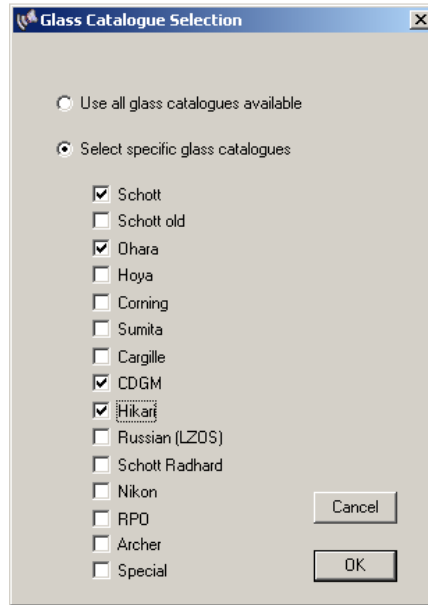 Glass Catalogue Selection
Use all glass catalogues available
Select specific glass catalogues
Schott
Schott old
Ohara
Hoya
Corning
Sumita
Cargille
CDGM
Hikari
Russian (LZOS)
Schott Radhard
Nikon
RPO
Archer
Special
Cancel
OK